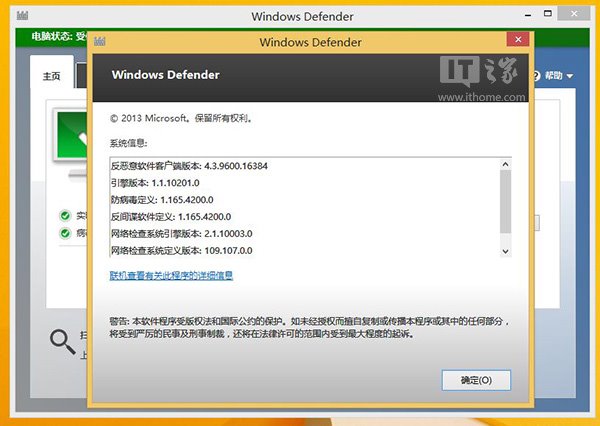 Windows Defender
电脑状态: 受
Windows Defender
主页
帮助
Windows Defender
IT之家
www.ithome.com
© 2013 Microsoft。保留所有权利。
系统信息:
反恶意软件客户端版本: 4.3.9600.16384
引擎版本: 1.1.10201.0
防病毒定义: 1.165.4200.0
反间谍软件定义: 1.165.4200.0
网络检查系统引擎版本: 2.1.10003.0
网络检查系统定义版本: 109.107.0.0
实
病
联机查看有关此程序的详细信息
警告: 本软件程序受版权法和国际公约的保护。如未经授权而擅自复制或传播本程序或其中的任何部分，
将受到严厉的民事及刑事制裁，还将在法律许可的范围内受到最大程度的起诉。
扫
上
确定(O)